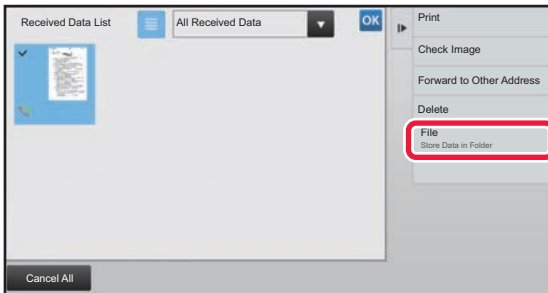 Received Data List
All Received Data
OK
Print
Check Image
Forward to Other Address
Delete
File
Store Data in Folder
Cancel All